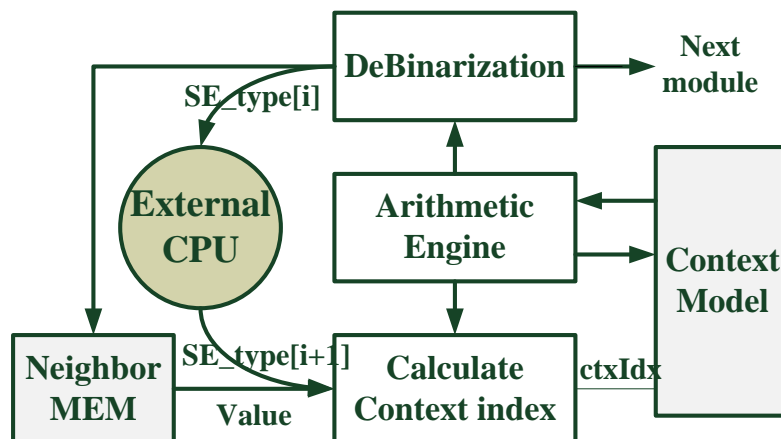 DeBinarization
Next
module
SE_type[i]
External
CPU
Arithmetic
Engine
Context
Model
SE_type[i+1]
Neighbor
MEM
Value
Calculate
Context index
ctxIdx